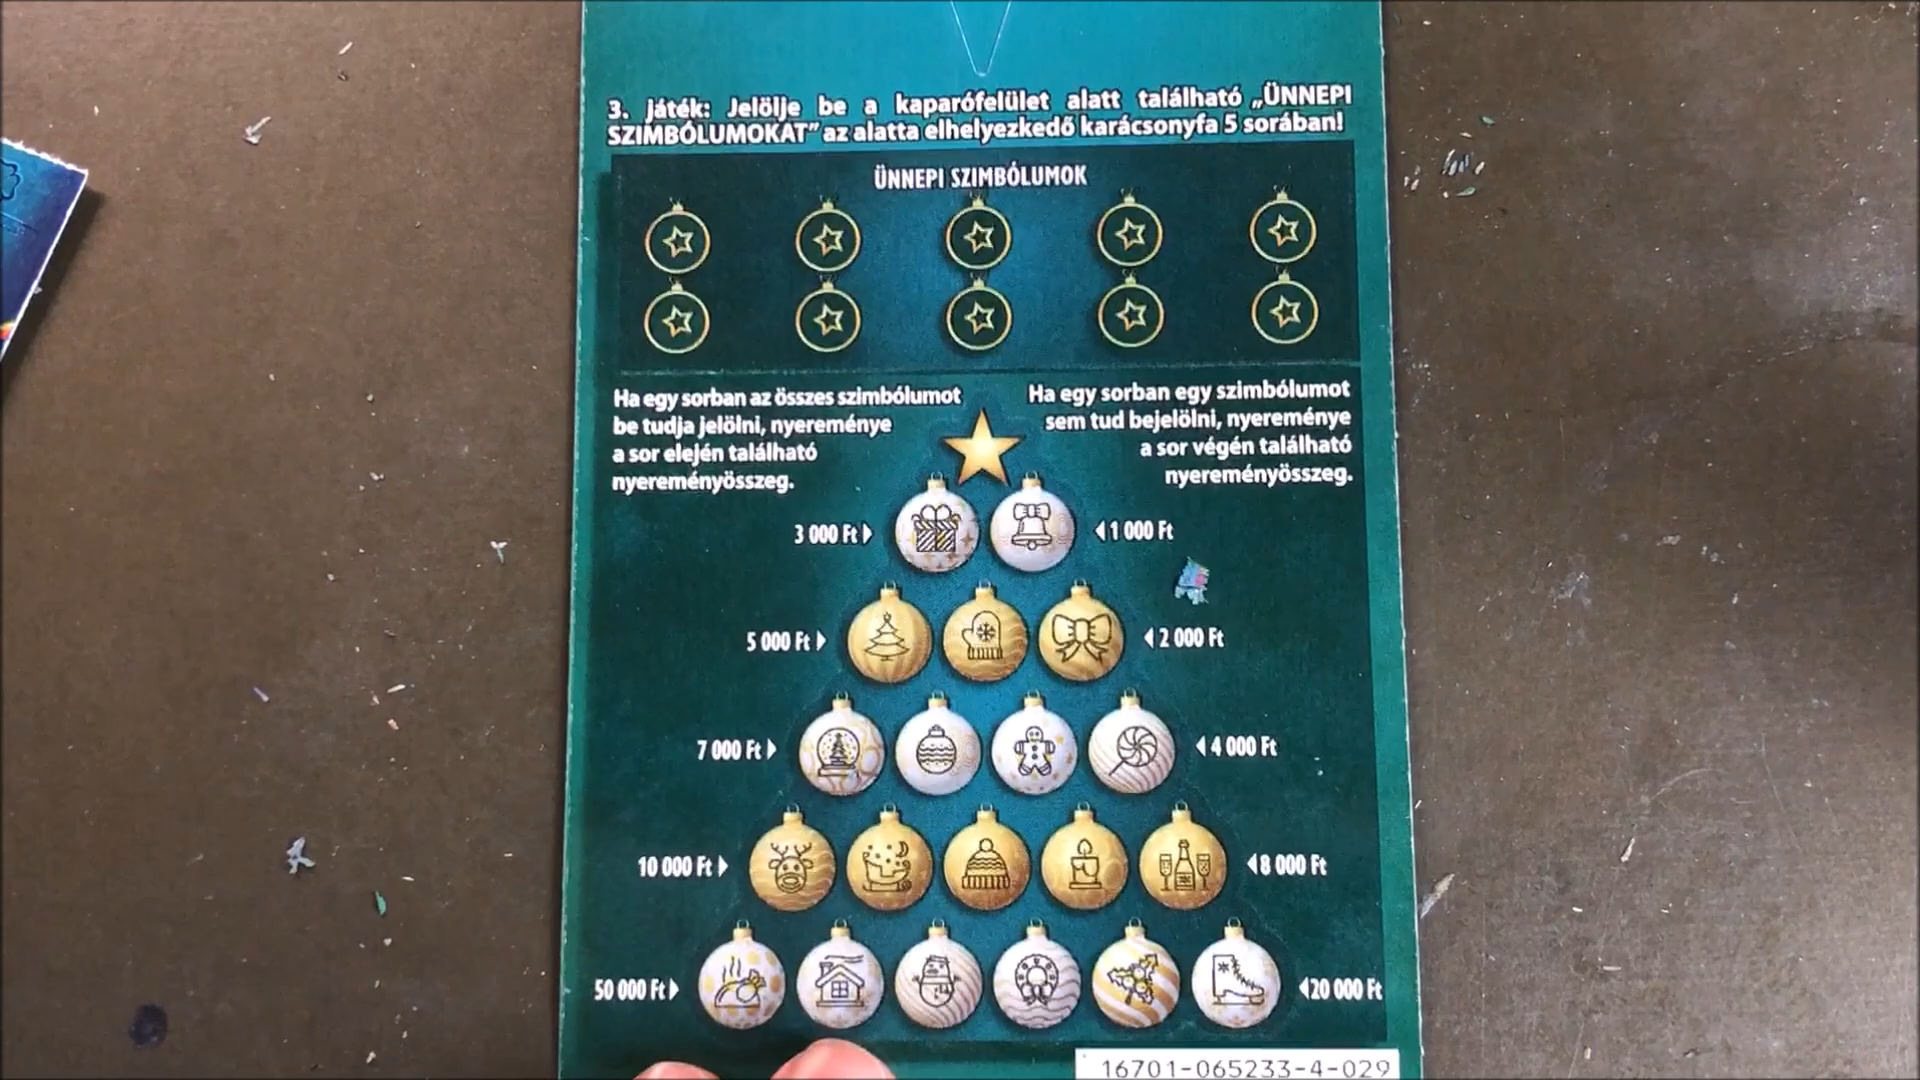 3. játék: Jelölje be a kaparófelület alatt található „ÜNNEPI
SZIMBÓLUMOKAT” az alatta elhelyezkedő karácsonyfa 5 sorában!
ÜNNEPI SZIMBÓLUMOK
Ha egy sorban az összes szimbólumot
be tudja jelölni, nyereménye
a sor elején található
nyereményösszeg.
Ha egy sorban egy szimbólumot
sem tud bejelölni, nyereménye
a sor végén található
nyereményösszeg.
3 000 Ft
1 000 Ft
5 000 Ft
2 000 Ft
7 000 Ft
4 000 Ft
10 000 Ft
8 000 Ft
50 000 Ft
20 000 Ft
16701-065233-4-029